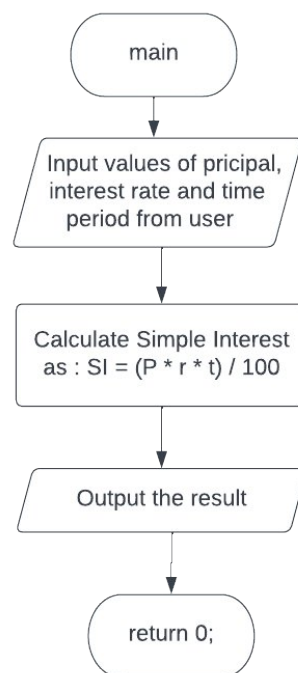 main
Input values of pricipal,
interest rate and time
period from user
Calculate Simple Interest
as : SI = (P * r * t) / 100
Output the result
return 0;